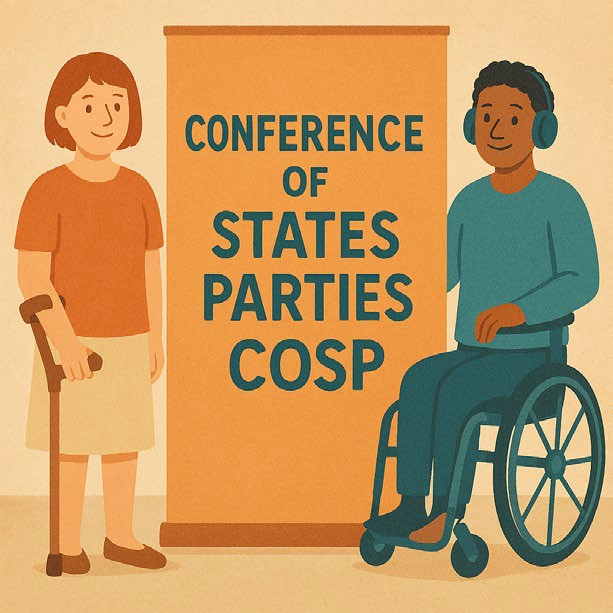 CONFERENCE
OF
STATES
PARTIES
COSP